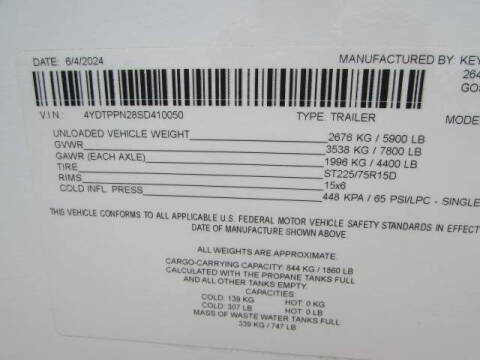 DATE: 6/4/2024 MANUFACTURED BY: KEY
264
GOS
V.I.N.: 4YDTPPN28SD410050 TYPE: TRAILER MODE
UNLOADED VEHICLE WEIGHT 2676 KG / 5900 LB
GVWR 3538 KG / 7800 LB
GAWR (EACH AXLE) 1996 KG / 4400 LB
TIRE ST225/75R15D
RIMS 15x6
COLD INFL. PRESS 448 KPA / 65 PSI/LPC - SINGLE
THIS VEHICLE CONFORMS TO ALL APPLICABLE U.S. FEDERAL MOTOR VEHICLE SAFETY STANDARDS IN EFFECT
DATE OF MANUFACTURE SHOWN ABOVE.
ALL WEIGHTS ARE APPROXIMATE.
CARGO-CARRYING CAPACITY: 844 KG / 1860 LB
CALCULATED WITH THE PROPANE TANKS FULL
AND ALL OTHER TANKS EMPTY.
CAPACITIES:
COLD: 139 KG HOT: 0 KG
COLD: 307 LB HOT: 0 LB
MASS OF WASTE WATER TANKS FULL
339 KG / 747 LB